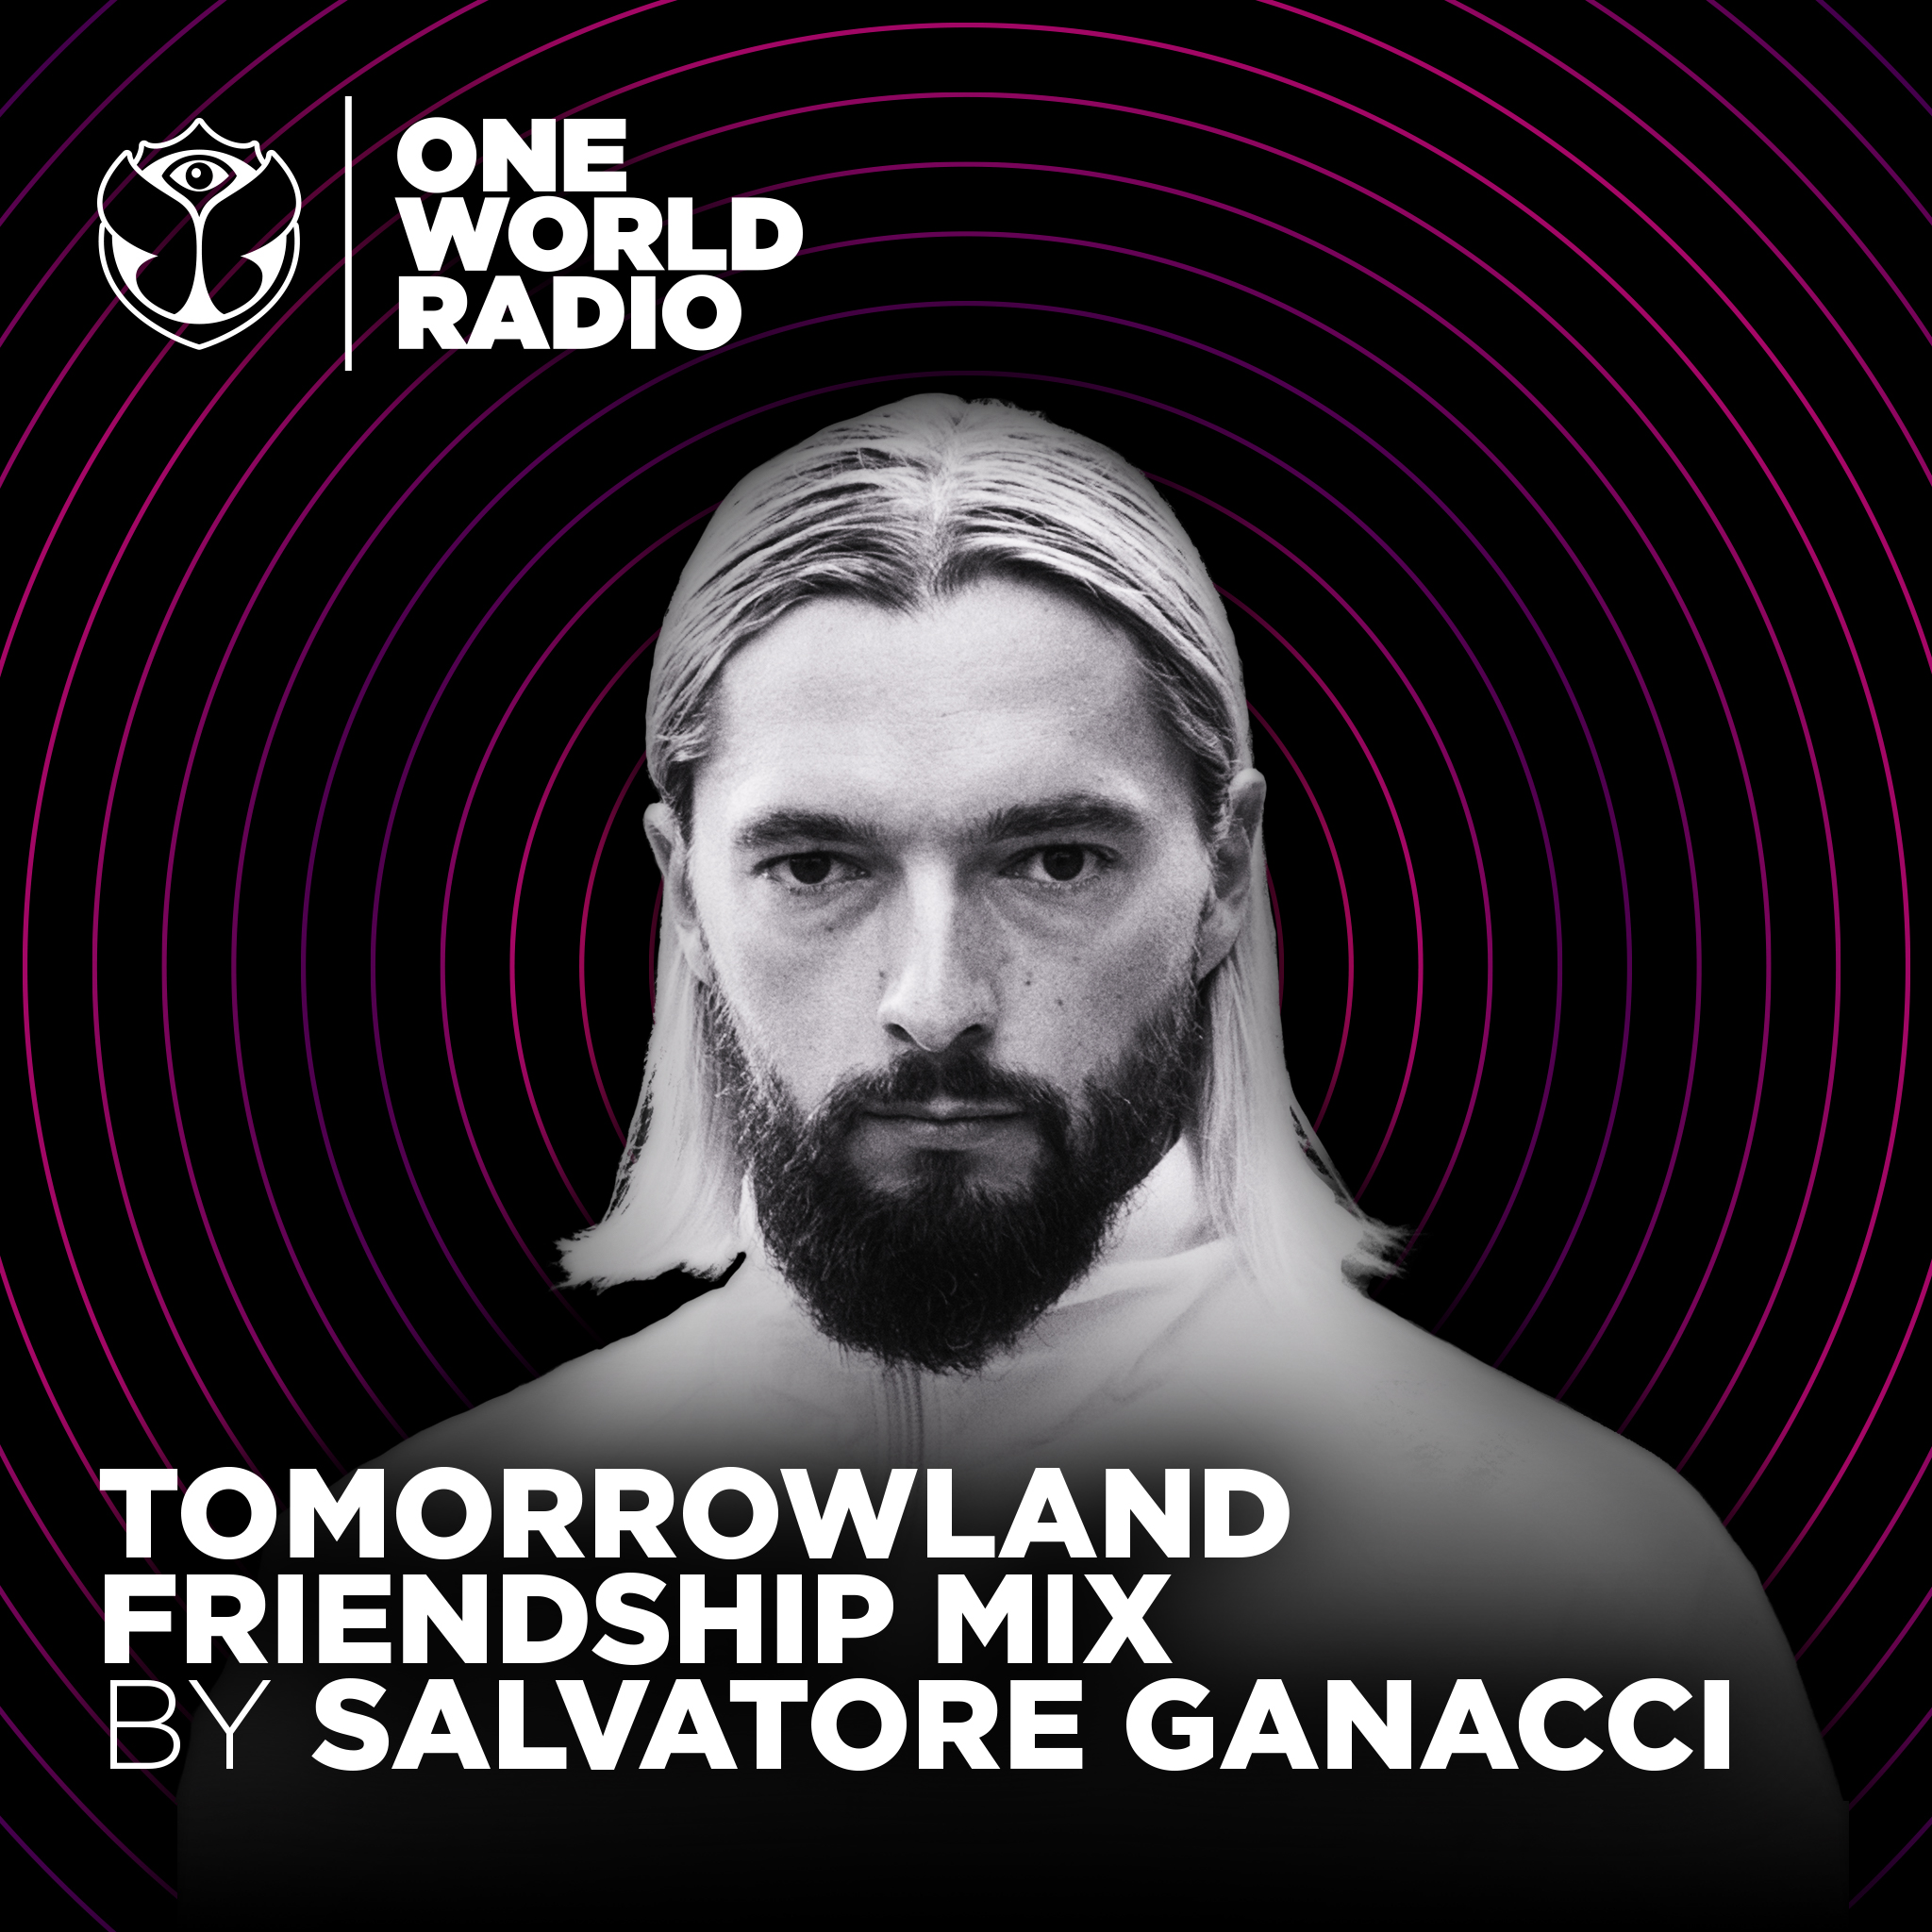 ONE
WORLD
RADIO
TOMORROWLAND
FRIENDSHIP MIX
BY SALVATORE GANACCI